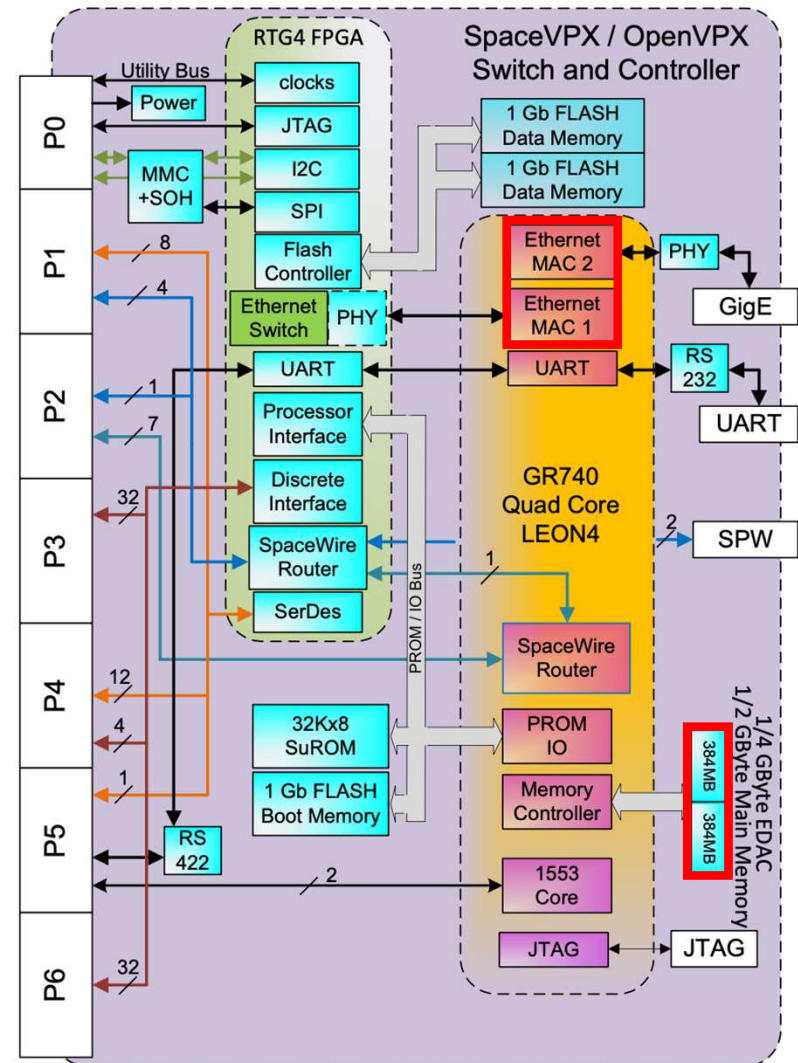 SpaceVPX / OpenVPX
Switch and Controller
RTG4 FPGA
Utility Bus
Power
MMC
+SOH
clocks
JTAG
I2C
SPI
Flash
Controller
Ethernet
Switch
PHY
UART
Processor
Interface
Discrete
Interface
SpaceWire
Router
SerDes
1 Gb FLASH
Data Memory
1 Gb FLASH
Data Memory
Ethernet
MAC 2
Ethernet
MAC 1
UART
PHY
GigE
RS
232
UART
GR740
Quad Core
LEON4
2
SPW
1
PROM / IO Bus
SpaceWire
Router
32Kx8
SuROM
1 Gb FLASH
Boot Memory
PROM
IO
Memory
Controller
384MB
384MB
1/4 GByte EDAC
1/2 GByte Main Memory
1553
Core
2
JTAG
JTAG
RS
422
P0
P1
8
4
P2
1
7
P3
32
P4
12
4
P5
1
P6
32